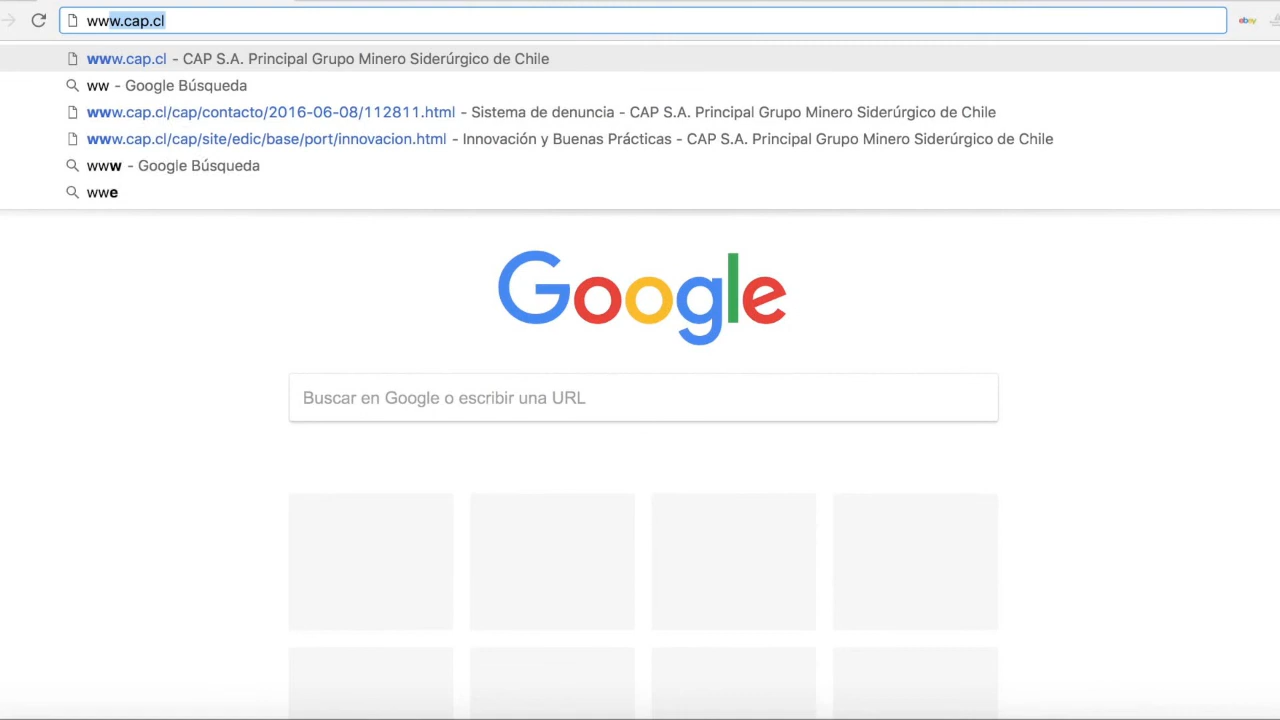 www.cap.cl
www.cap.cl - CAP S.A. Principal Grupo Minero Siderúrgico de Chile
ww - Google Búsqueda
www.cap.cl/cap/contacto/2016-06-08/112811.html - Sistema de denuncia - CAP S.A. Principal Grupo Minero Siderúrgico de Chile
www.cap.cl/cap/site/edic/base/port/innovacion.html - Innovación y Buenas Prácticas - CAP S.A. Principal Grupo Minero Siderúrgico de Chile
www - Google Búsqueda
wwe
Google
Buscar en Google o escribir una URL
ebay